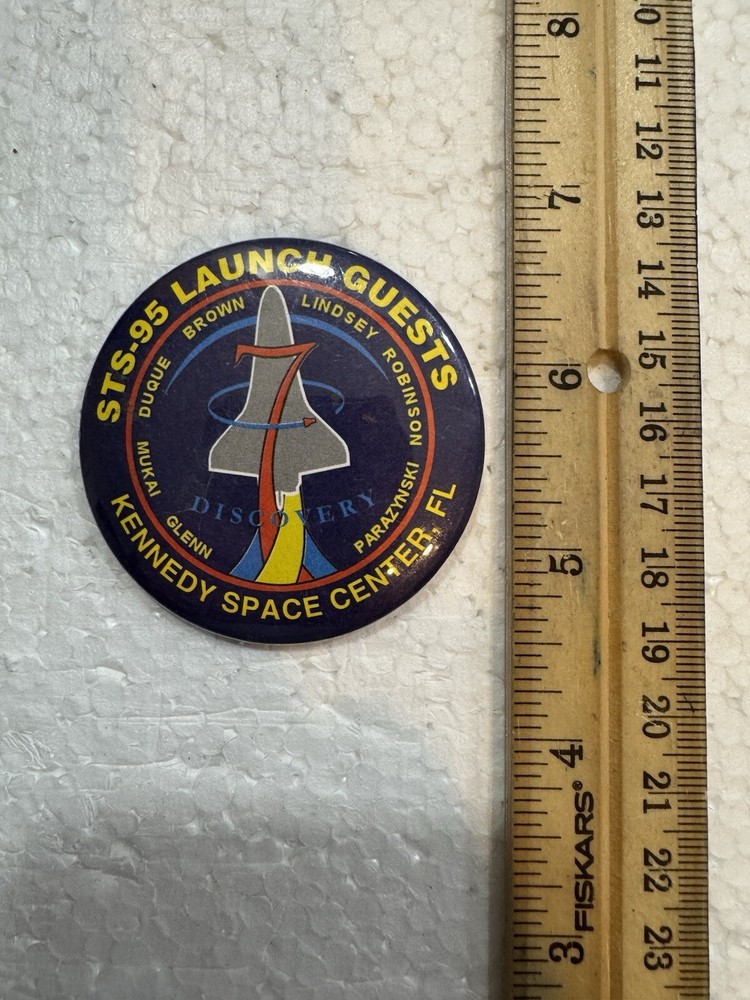 STS-95 LAUNCH GUESTS
BROWN
LINDSEY
DUQUE
ROBINSON
7
MUKAI
DISCOVERY
PARAZYNSKI
GLENN
KENNEDY SPACE CENTER, FL
8
7
6
5
4
3
FISKARS®
10
11
12
13
14
15
16
17
18
19
20
21
22
23